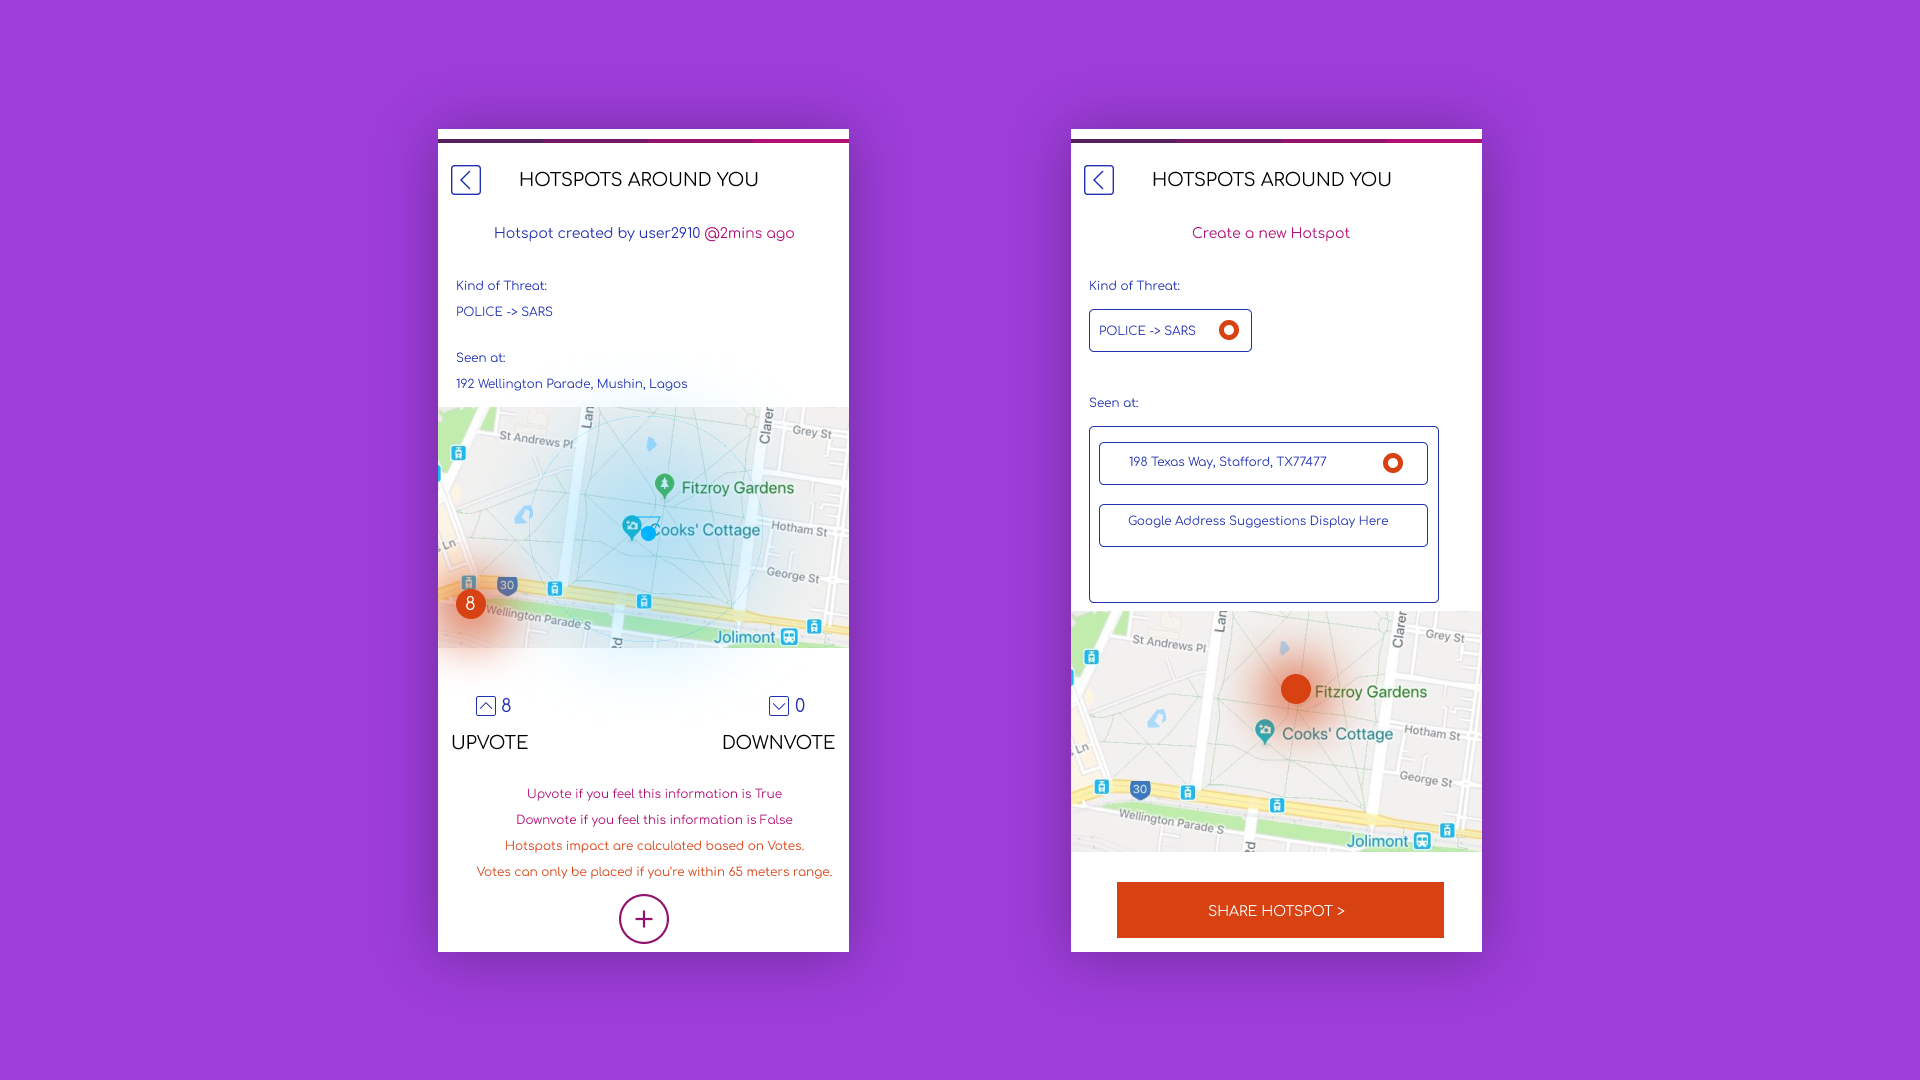 HOTSPOTS AROUND YOU
Hotspot created by user2910 @2mins ago
Kind of Threat:
POLICE -> SARS
Seen at:
192 Wellington Parade, Mushin, Lagos
Lan
Clarer
Grey St
St Andrews Pl
Fitzroy Gardens
Cooks' Cottage
Hotham St
Ln
George St
30
8
Wellington Parade S
Jolimont
Rd
8
0
UPVOTE
DOWNVOTE
Upvote if you feel this information is True
Downvote if you feel this information is False
Hotspots impact are calculated based on Votes.
Votes can only be placed if you're within 65 meters range.
HOTSPOTS AROUND YOU
Create a new Hotspot
Kind of Threat:
POLICE -> SARS
Seen at:
198 Texas Way, Stafford, TX77477
Google Address Suggestions Display Here
Lan
Clarer
Grey St
St Andrews Pl
Fitzroy Gardens
Cooks' Cottage
Hotham St
Ln
George St
30
Wellington Parade S
Jolimont
Rd
SHARE HOTSPOT >